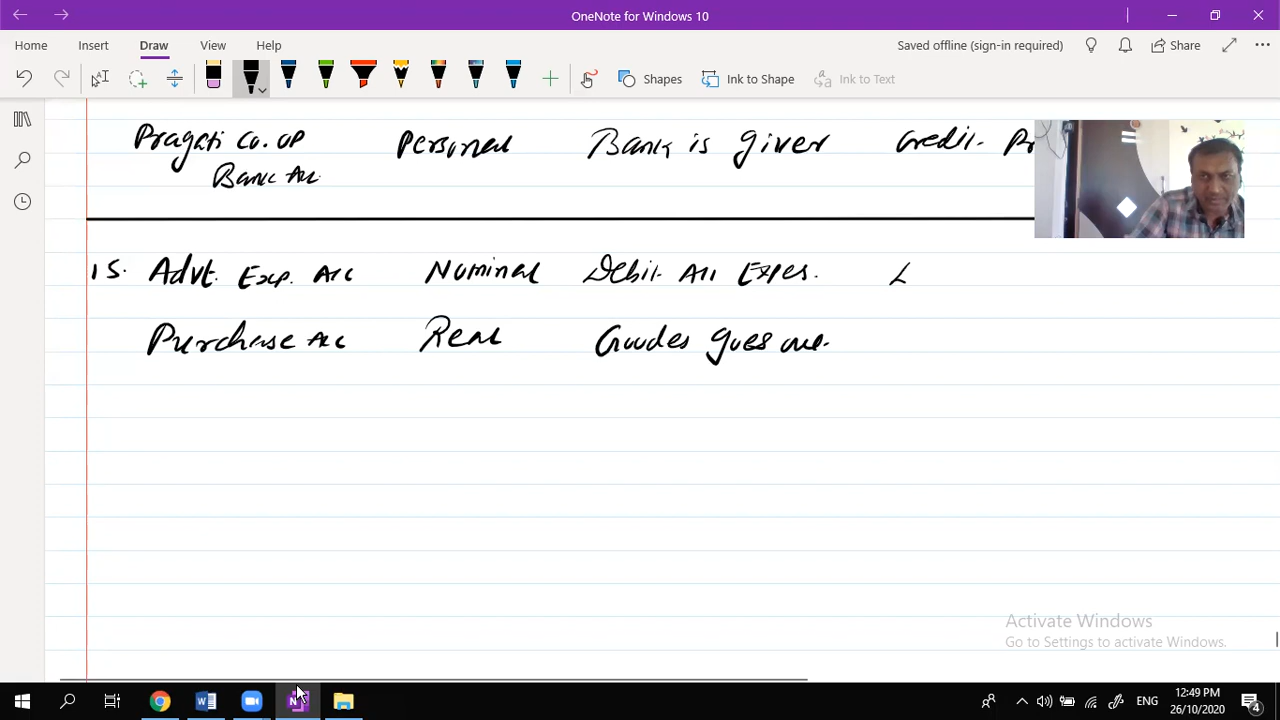 OneNote for Windows 10
Home Insert Draw View Help Saved offline (sign-in required) Share
Shapes Ink to Shape Ink to Text
Pragati Co. OP Personal Bank is giver Credit.
Bank A/c
15. Advt. Exp. A/c Nominal Debit All Expes.
Purchase A/c Real Goodes goes out.
Activate Windows
Go to Settings to activate Windows.
ENG 12:49 PM
26/10/2020 4